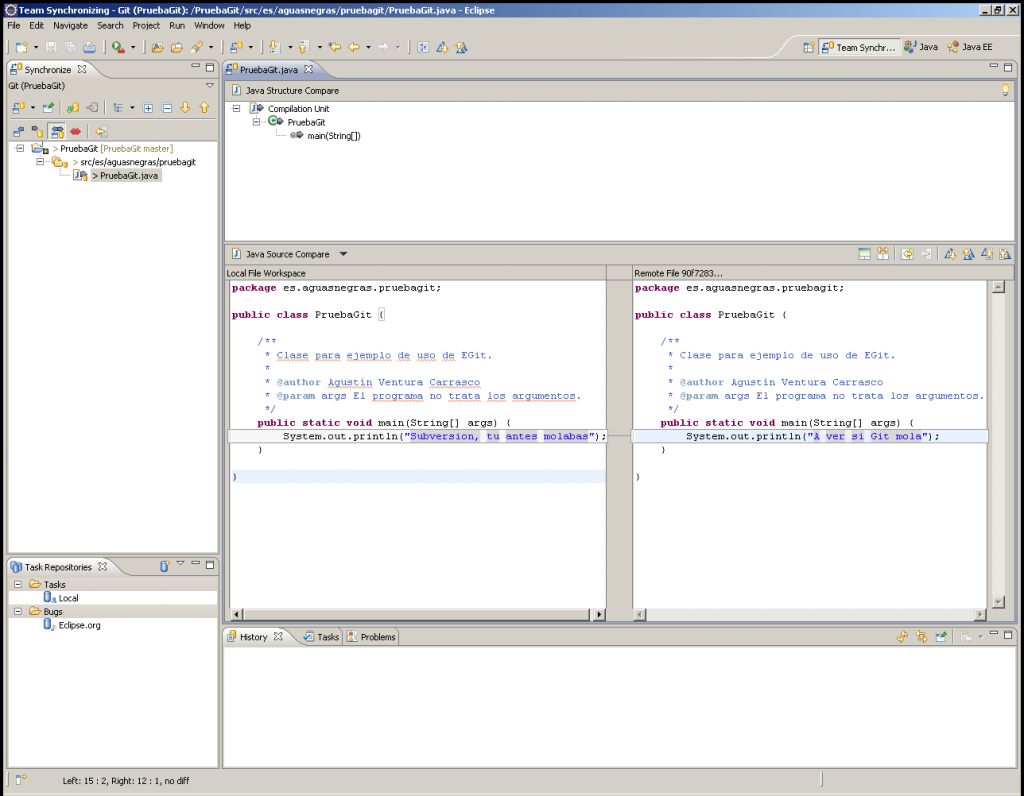 Team Synchronizing - Git (PruebaGit): /PruebaGit/src/es/aguasnegras/pruebagit/PruebaGit.java - Eclipse
File Edit Navigate Search Project Run Window Help
Team Synchr... Java Java EE
Synchronize
Git (PruebaGit)
> PruebaGit [PruebaGit master]
> src/es/aguasnegras/pruebagit
> PruebaGit.java
PruebaGit.java
Java Structure Compare
Compilation Unit
PruebaGit
main(String[])
Java Source Compare
Local File Workspace
package es.aguasnegras.pruebagit;
public class PruebaGit {
/**
* Clase para ejemplo de uso de EGit.
*
* @author Agustín Ventura Carrasco
* @param args El programa no trata los argumentos.
*/
public static void main(String[] args) {
System.out.println("Subversion, tu antes molabas");
}
}
Remote File 90f7283...
package es.aguasnegras.pruebagit;
public class PruebaGit {
/**
* Clase para ejemplo de uso de EGit.
*
* @author Agustín Ventura Carrasco
* @param args El programa no trata los argumentos.
*/
public static void main(String[] args) {
System.out.println("A ver si Git mola");
}
}
Task Repositories
Tasks
Local
Bugs
Eclipse.org
History Tasks Problems
Left: 15 : 2, Right: 12 : 1, no diff